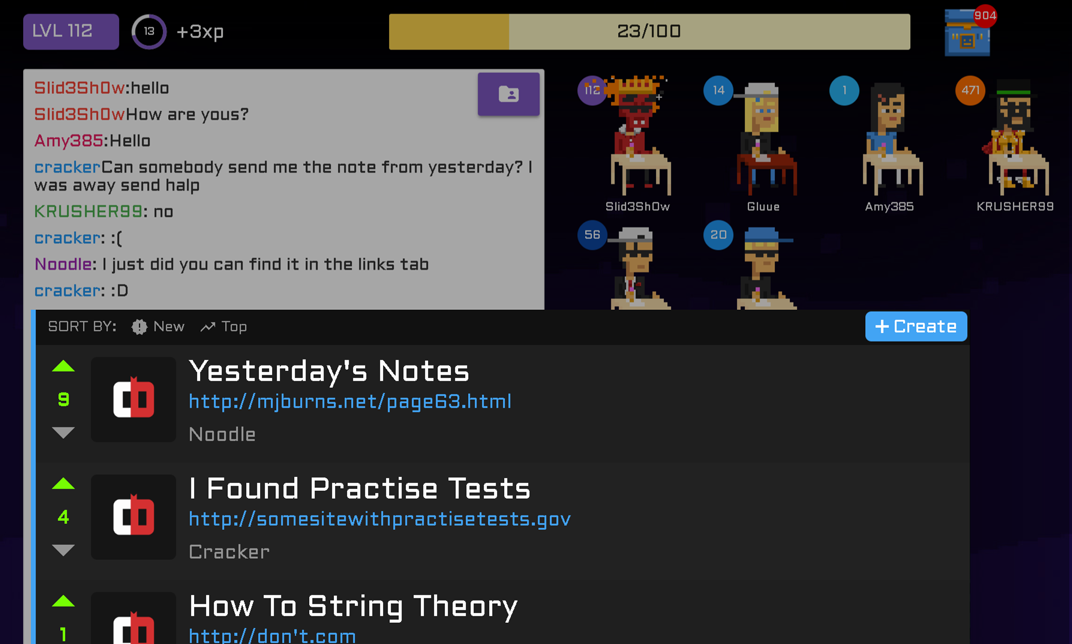 LVL 112
13
+3xp
23/100
904
Slid3Sh0w:hello
Slid3Sh0wHow are yous?
Amy385:Hello
crackerCan somebody send me the note from yesterday? I
was away send halp
KRUSHER99: no
cracker: :(
Noodle: I just did you can find it in the links tab
cracker: :D
112
14
1
471
Slid3Sh0w
Gluue
Amy385
KRUSHER99
56
20
SORT BY:
New
Top
+Create
Yesterday's Notes
9
http://mjburns.net/page63.html
Noodle
I Found Practise Tests
4
http://somesitewithpractisetests.gov
Cracker
How To String Theory
1
http://don't.com